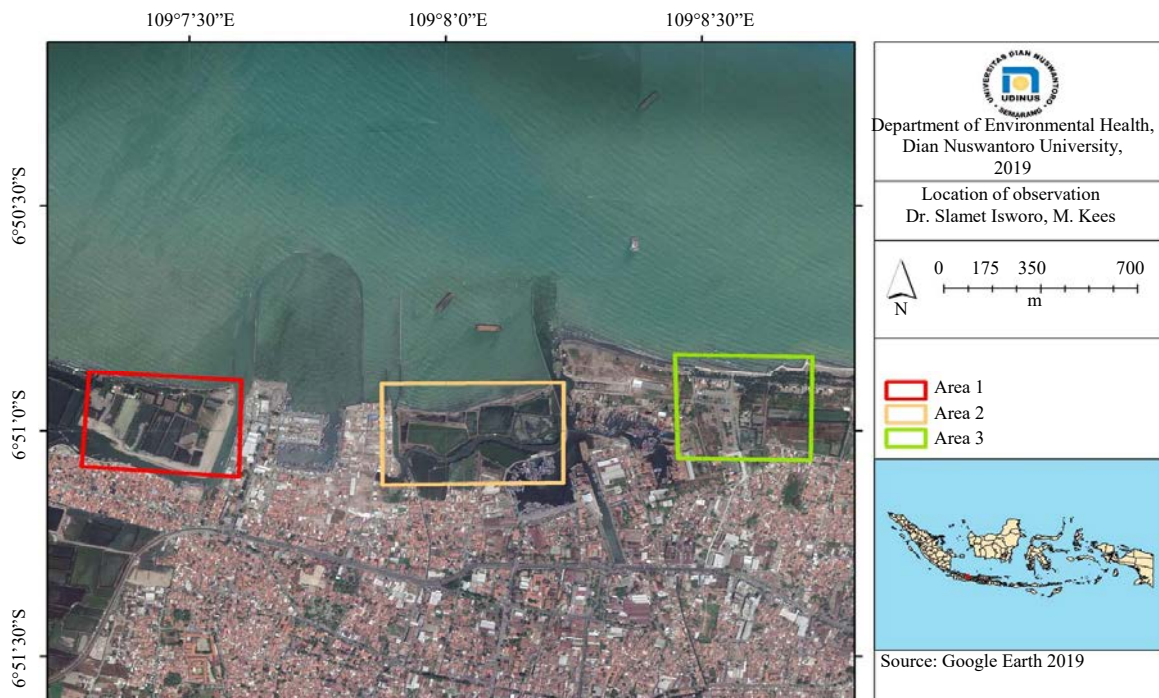 109°7'30"E
109°8'0"E
109°8'30"E
6°50'30"S
6°51'0"S
6°51'30"S
UNIVERSITAS DIAN NUSWANTORO
UDINUS
SEMARANG
Department of Environmental Health,
Dian Nuswantoro University,
2019
Location of observation
Dr. Slamet Isworo, M. Kees
0 175 350 700
m
N
Area 1
Area 2
Area 3
Source: Google Earth 2019